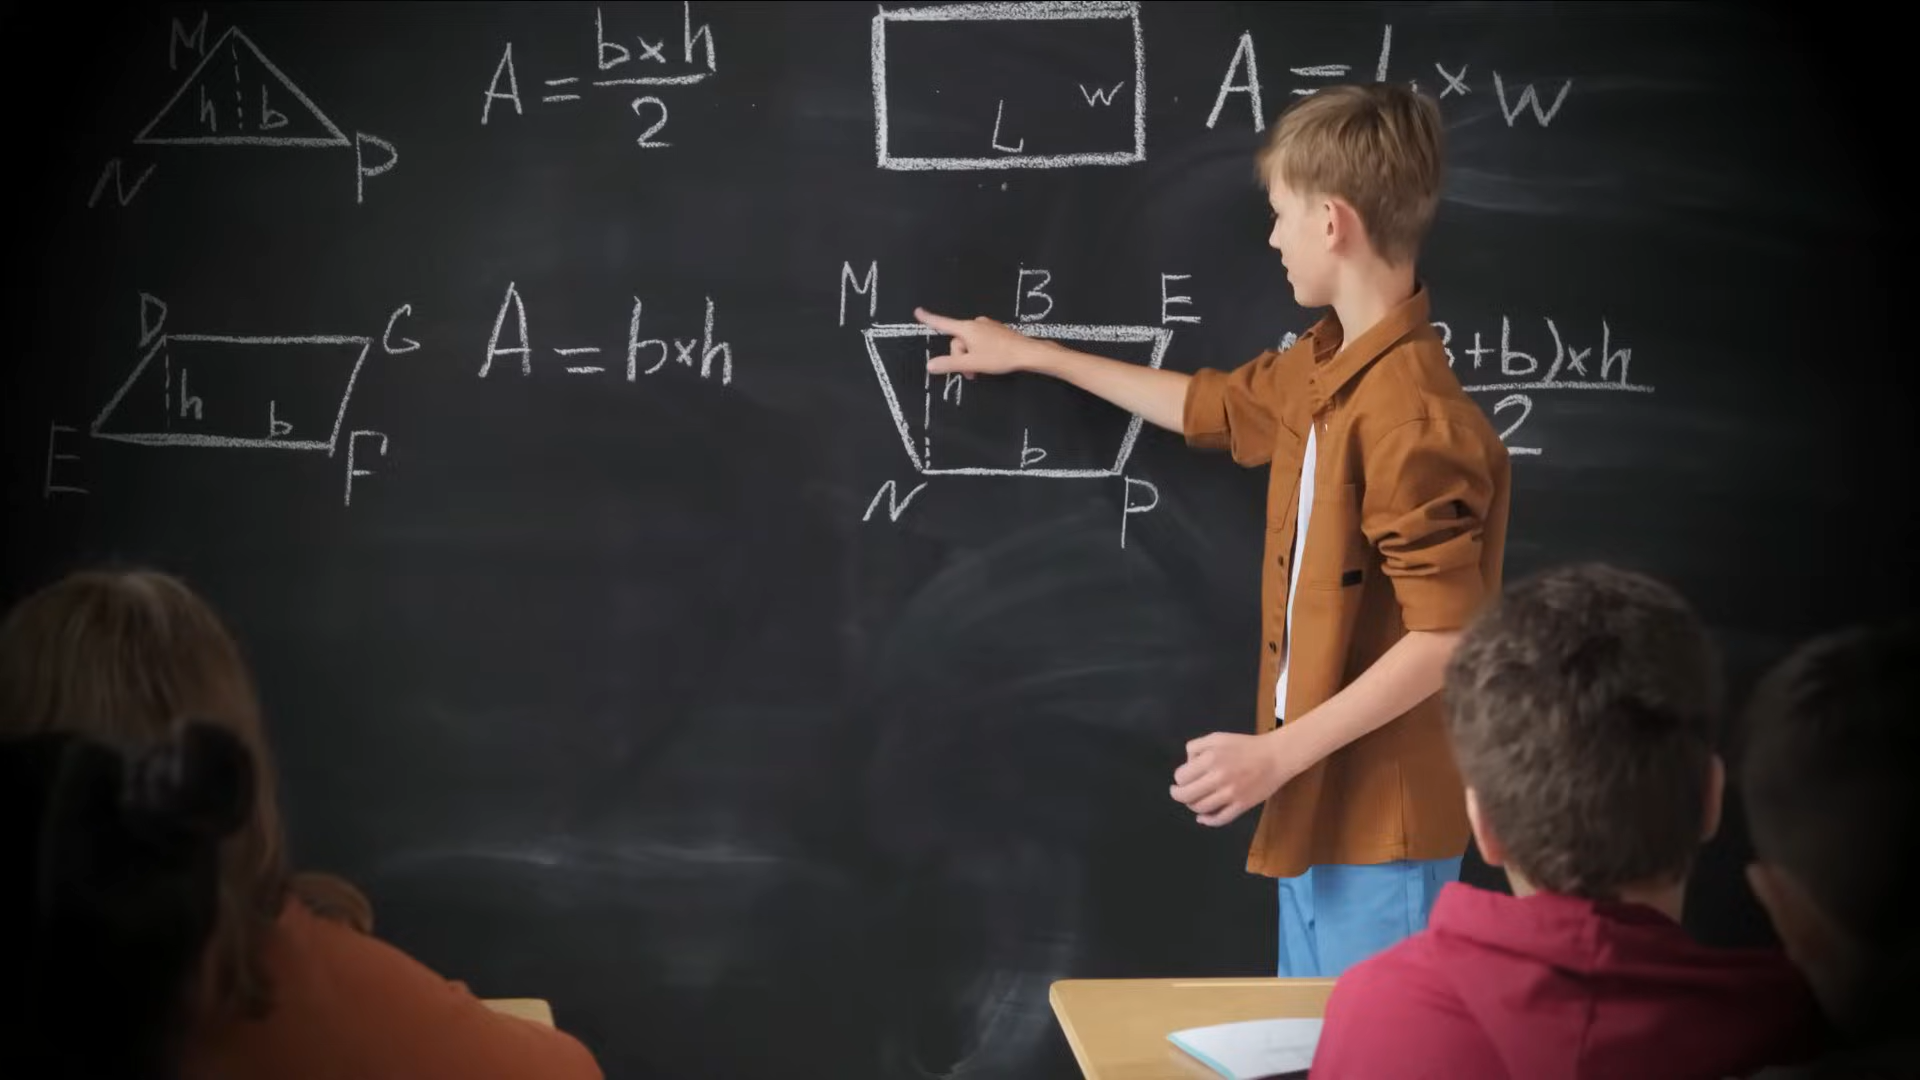 M
h b
N P
A = b×h / 2
L w
A = L × w
D G
h b
E F
A = b×h
M B E
h
b
N P
+b)×h
2